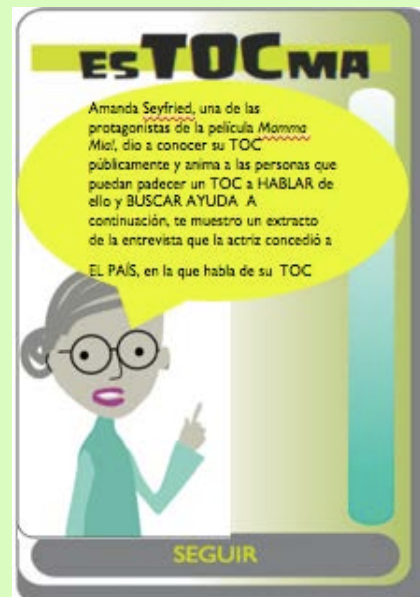 ESTOCMA
Amanda Seyfried, una de las
protagonistas de la película Mamma
Mia!, dio a conocer su TOC
públicamente y anima a las personas que
puedan padecer un TOC a HABLAR de
ello y BUSCAR AYUDA A
continuación, te muestro un extracto
de la entrevista que la actriz concedió a
EL PAÍS, en la que habla de su TOC
SEGUIR